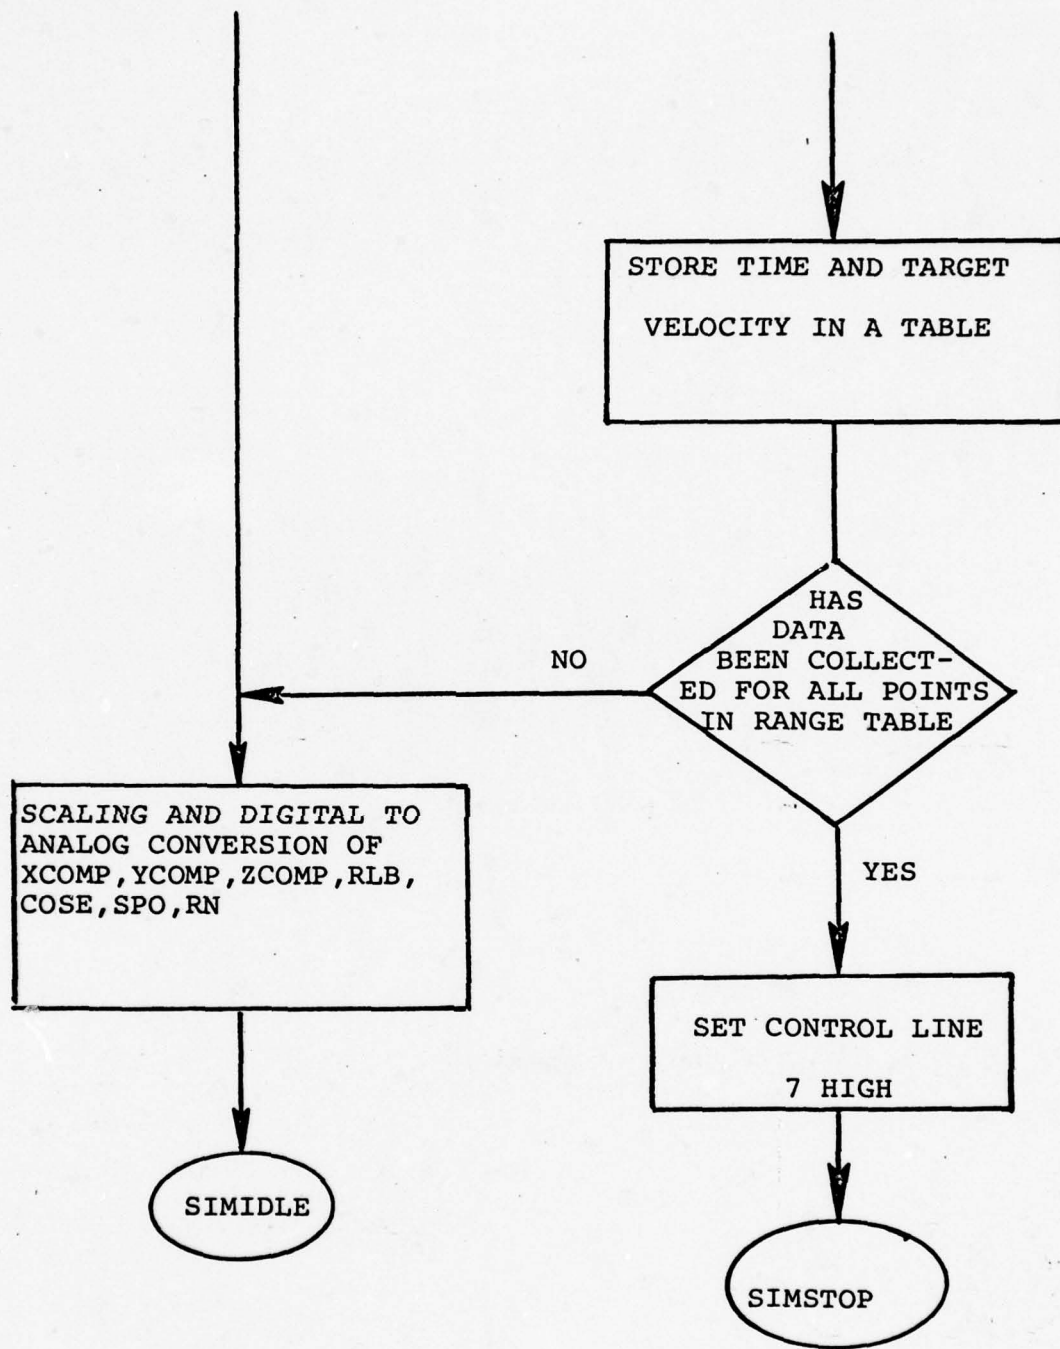 STORE TIME AND TARGET
VELOCITY IN A TABLE
HAS
DATA
BEEN COLLECT-
ED FOR ALL POINTS
IN RANGE TABLE
NO
YES
SCALING AND DIGITAL TO
ANALOG CONVERSION OF
XCOMP,YCOMP,ZCOMP,RLB,
COSE,SPO,RN
SET CONTROL LINE
7 HIGH
SIMIDLE
SIMSTOP